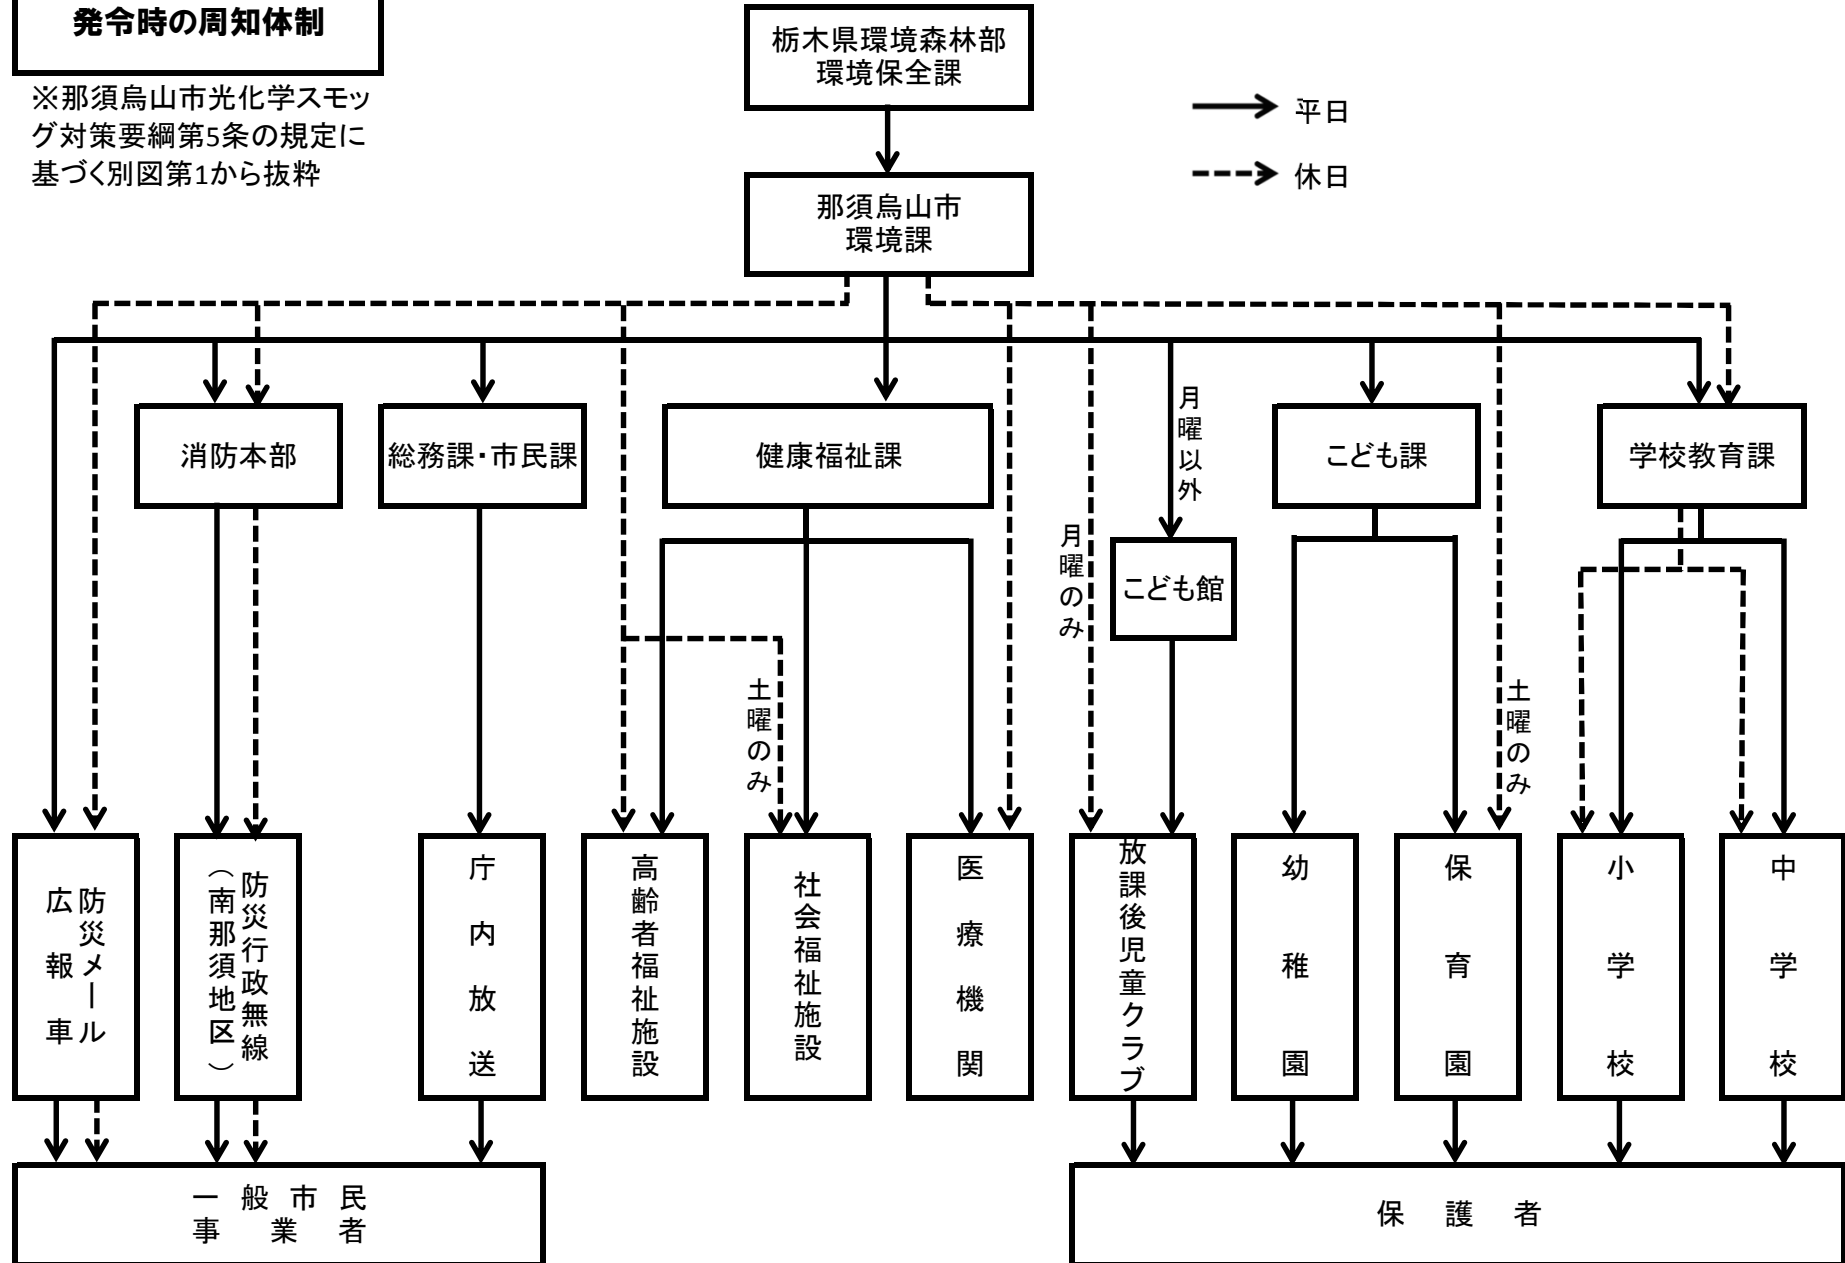 発令時の周知体制
※那須烏山市光化学スモッ
グ対策要綱第5条の規定に
基づく別図第1から抜粋
栃木県環境森林部
環境保全課
平日
休日
那須烏山市
環境課
消防本部
総務課・市民課
健康福祉課
月曜以外
こども課
学校教育課
月曜のみ
こども館
土曜のみ
土曜のみ
防災メール
広報車
防災行政無線
（南那須地区）
庁内放送
高齢者福祉施設
社会福祉施設
医療機関
放課後児童クラブ
幼稚園
保育園
小学校
中学校
一般市民
事業者
保護者